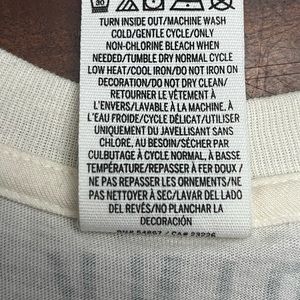 TURN INSIDE OUT/MACHINE WASH
COLD/GENTLE CYCLE/ONLY
NON-CHLORINE BLEACH WHEN
NEEDED/TUMBLE DRY NORMAL CYCLE
LOW HEAT/COOL IRON/DO NOT IRON ON
DECORATION/DO NOT DRY CLEAN/
RETOURNER LE VÊTEMENT À
L'ENVERS/LAVABLE À LA MACHINE, À
L'EAU FROIDE/CYCLE DÉLICAT/UTILISER
UNIQUEMENT DU JAVELLISANT SANS
CHLORE, AU BESOIN/SÉCHER PAR
CULBUTAGE À CYCLE NORMAL, À BASSE
TEMPÉRATURE/REPASSER À FER DOUX /
NE PAS REPASSER LES ORNEMENTS/NE
PAS NETTOYER À SEC/LAVAR DEL LADO
DEL REVÉS/NO PLANCHAR LA
DECORACIÓN
RN# 54867 / CA# 23226